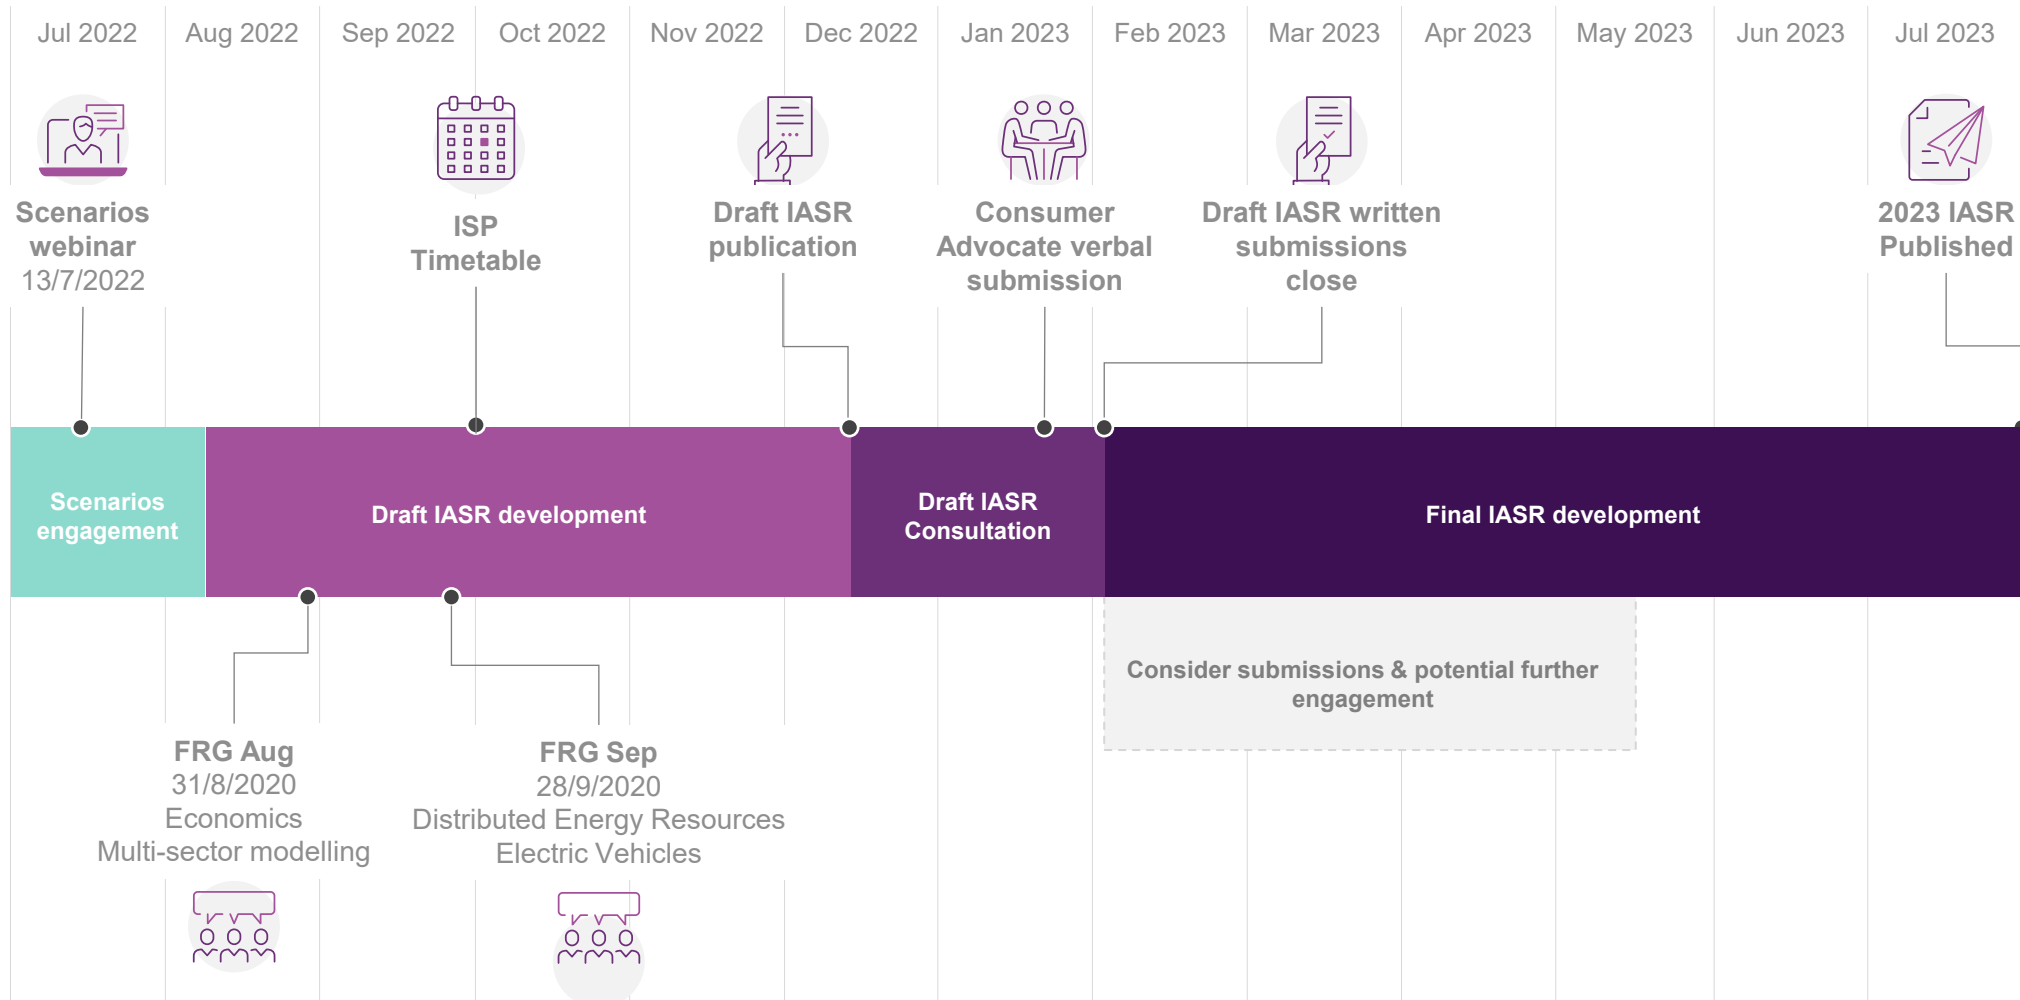 Jul 2022
Aug 2022
Sep 2022
Oct 2022
Nov 2022
Dec 2022
Jan 2023
Feb 2023
Mar 2023
Apr 2023
May 2023
Jun 2023
Jul 2023
Scenarios
webinar
13/7/2022
ISP
Timetable
Draft IASR
publication
Consumer
Advocate verbal
submission
Draft IASR written
submissions
close
2023 IASR
Published
Scenarios
engagement
Draft IASR development
Draft IASR
Consultation
Final IASR development
Consider submissions & potential further
engagement
FRG Aug
31/8/2020
Economics
Multi-sector modelling
FRG Sep
28/9/2020
Distributed Energy Resources
Electric Vehicles